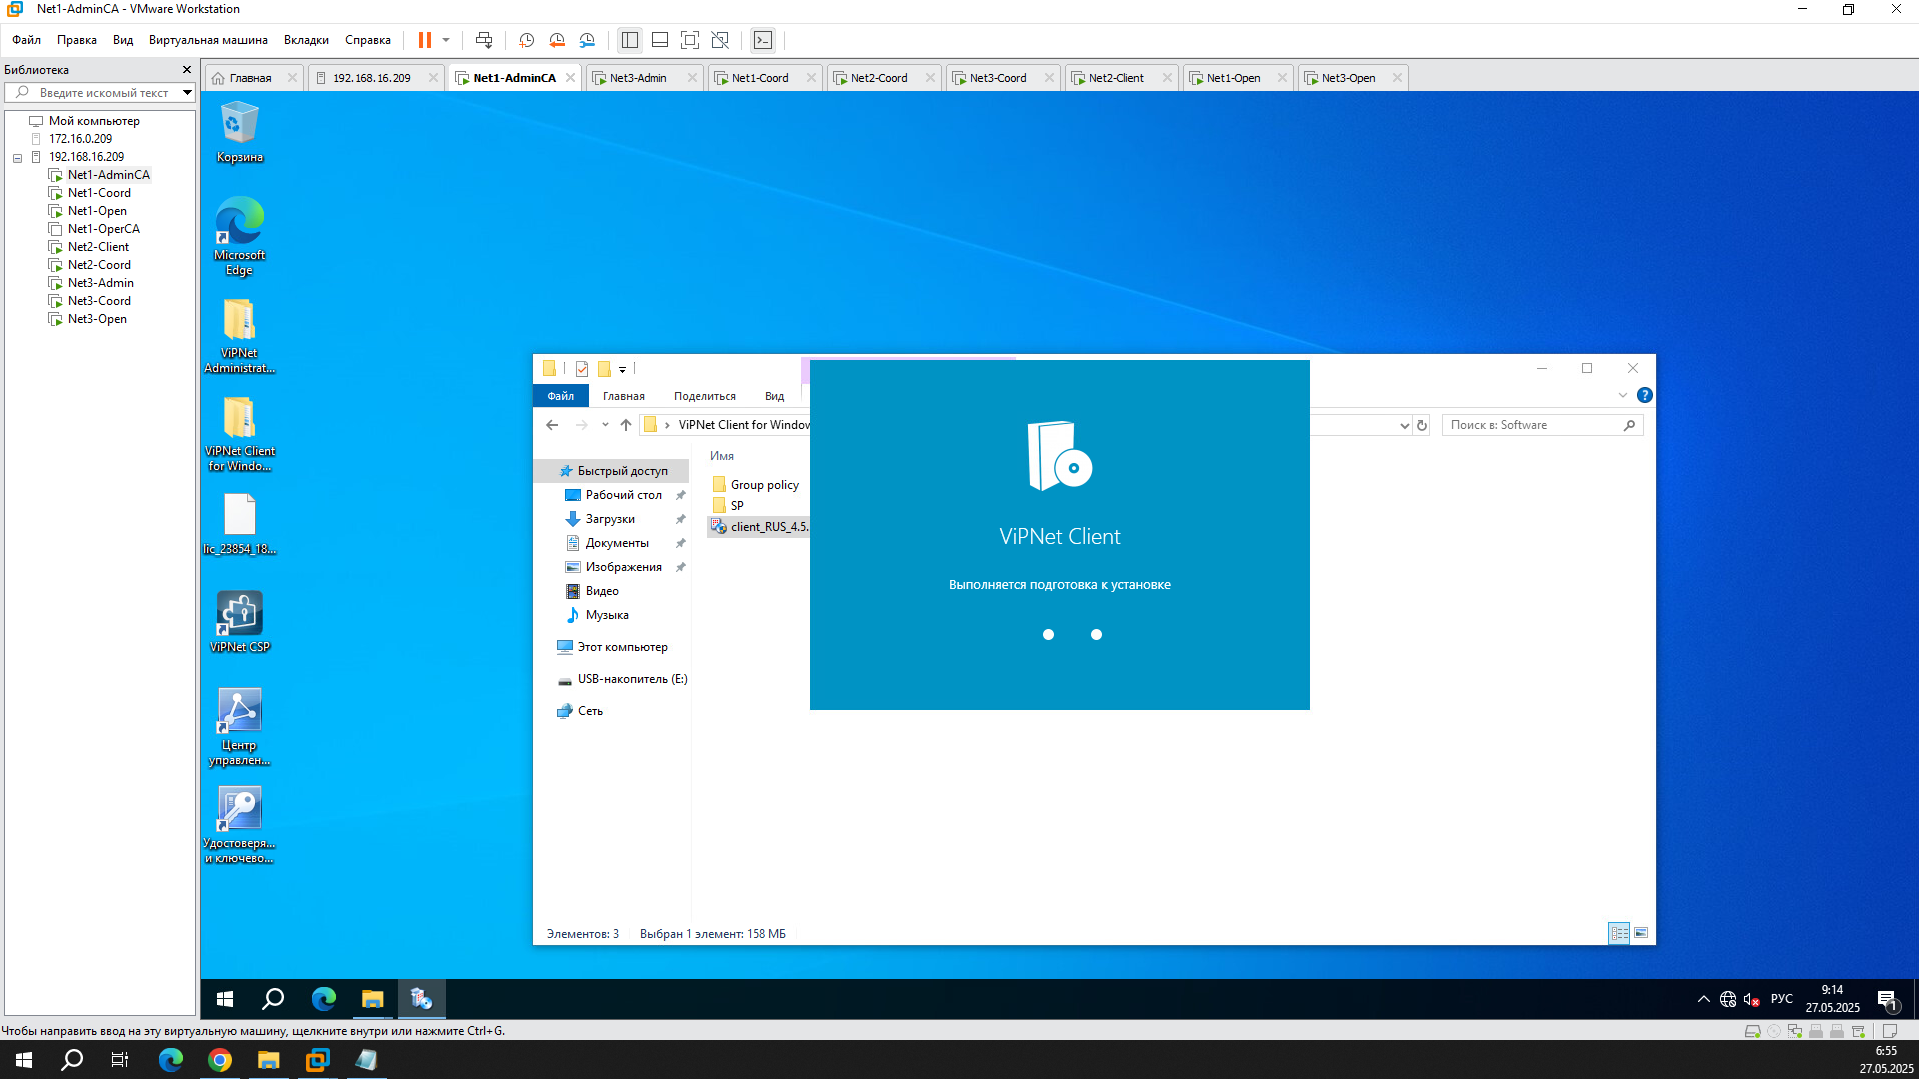 Net1-AdminCA - VMware Workstation
Файл Правка Вид Виртуальная машина Вкладки Справка
Библиотека
Введите искомый текст
Мой компьютер
172.16.0.209
192.168.16.209
Net1-AdminCA
Net1-Coord
Net1-Open
Net1-OperCA
Net2-Client
Net2-Coord
Net3-Admin
Net3-Coord
Net3-Open
Главная 192.168.16.209 Net1-AdminCA Net3-Admin Net1-Coord Net2-Coord Net3-Coord Net2-Client Net1-Open Net3-Open
Корзина
Microsoft
Edge
ViPNet
Administrat...
ViPNet Client
for Windo...
lic_23854_18...
ViPNet CSP
Центр
управлен...
Удостоверя...
и ключево...
Файл Главная Поделиться Вид
ViPNet Client for Window
Поиск в: Software
Имя
Быстрый доступ
Рабочий стол
Загрузки
Документы
Изображения
Видео
Музыка
Этот компьютер
USB-накопитель (E:)
Сеть
Group policy
SP
client_RUS_4.5.
ViPNet Client
Выполняется подготовка к установке
Элементов: 3 Выбран 1 элемент: 158 МБ
РУС
9:14
27.05.2025
1
Чтобы направить ввод на эту виртуальную машину, щелкните внутри или нажмите Ctrl+G.
6:55
27.05.2025